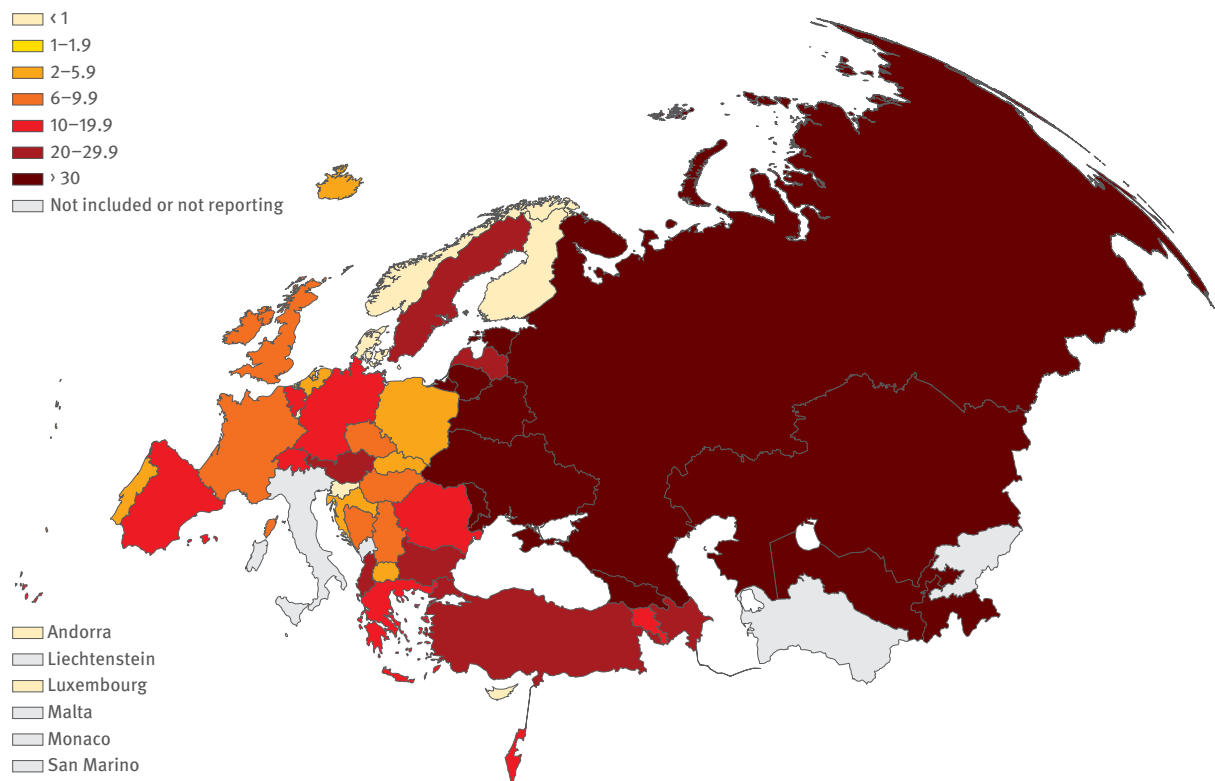 ‹ 1
1–1.9
2–5.9
6–9.9
10–19.9
20–29.9
› 30
Not included or not reporting
Andorra
Liechtenstein
Luxembourg
Malta
Monaco
San Marino